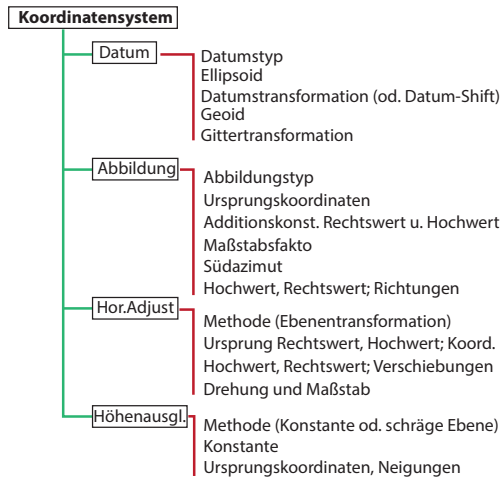 Koordinatensystem
Datum
Datumstyp
Ellipsoid
Datumstransformation (od. Datum-Shift)
Geoid
Gittertransformation
Abbildung
Abbildungstyp
Ursprungskoordinaten
Additionskonst. Rechtswert u. Hochwert
Maßstabsfakto
Südazimut
Hochwert, Rechtswert; Richtungen
Hor.Adjust
Methode (Ebenentransformation)
Ursprung Rechtswert, Hochwert; Koord.
Hochwert, Rechtswert; Verschiebungen
Drehung und Maßstab
Höhenausgl.
Methode (Konstante od. schräge Ebene)
Konstante
Ursprungskoordinaten, Neigungen